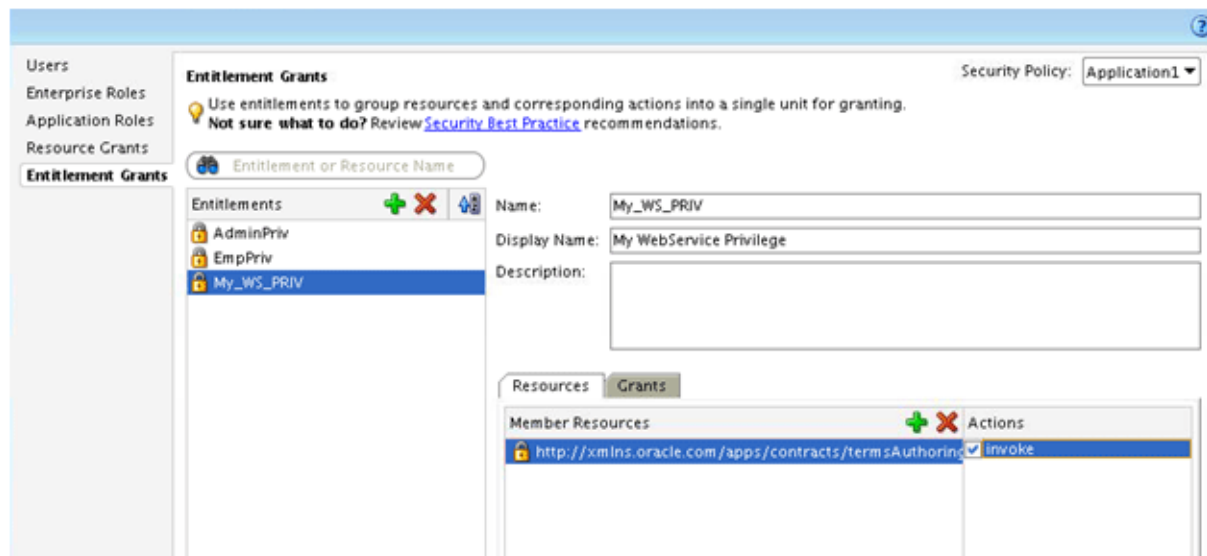 ?
Users
Enterprise Roles
Application Roles
Resource Grants
Entitlement Grants
Entitlement Grants
Security Policy: Application1
Use entitlements to group resources and corresponding actions into a single unit for granting.
Not sure what to do? Review Security Best Practice recommendations.
Entitlement or Resource Name
Entitlements
AdminPriv
EmpPriv
My_WS_PRIV
Name: My_WS_PRIV
Display Name: My WebService Privilege
Description:
Resources Grants
Member Resources Actions
http://xmlns.oracle.com/apps/contracts/termsAuthoring invoke